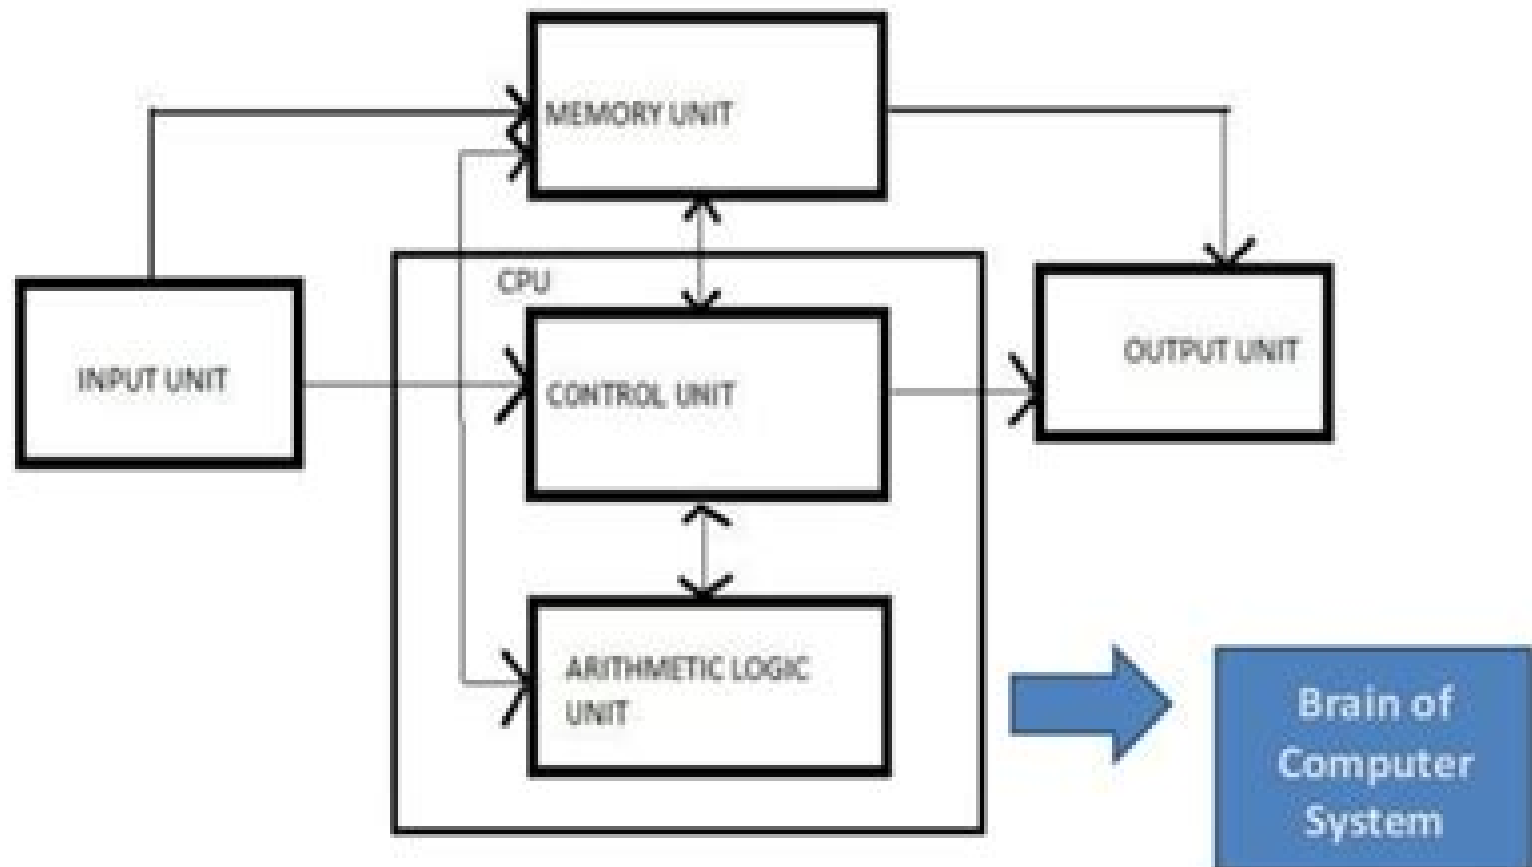 MEMORY UNIT
CPU
INPUT UNIT
CONTROL UNIT
OUTPUT UNIT
ARITHMETIC LOGIC
UNIT
Brain of
Computer
System